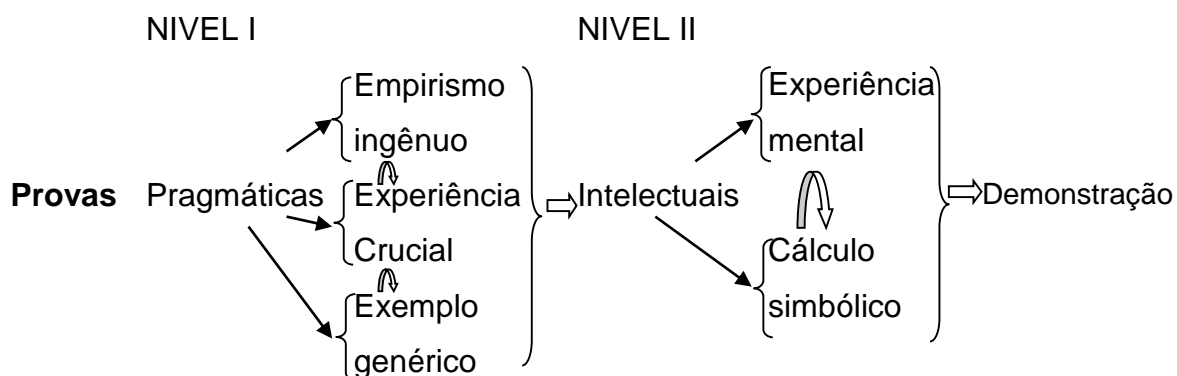 NIVEL I NIVEL II
Empirismo
ingênuo
Experiência
mental
Provas Pragmáticas
Experiência
Crucial
Intelectuais
Demonstração
Exemplo
genérico
Cálculo
simbólico